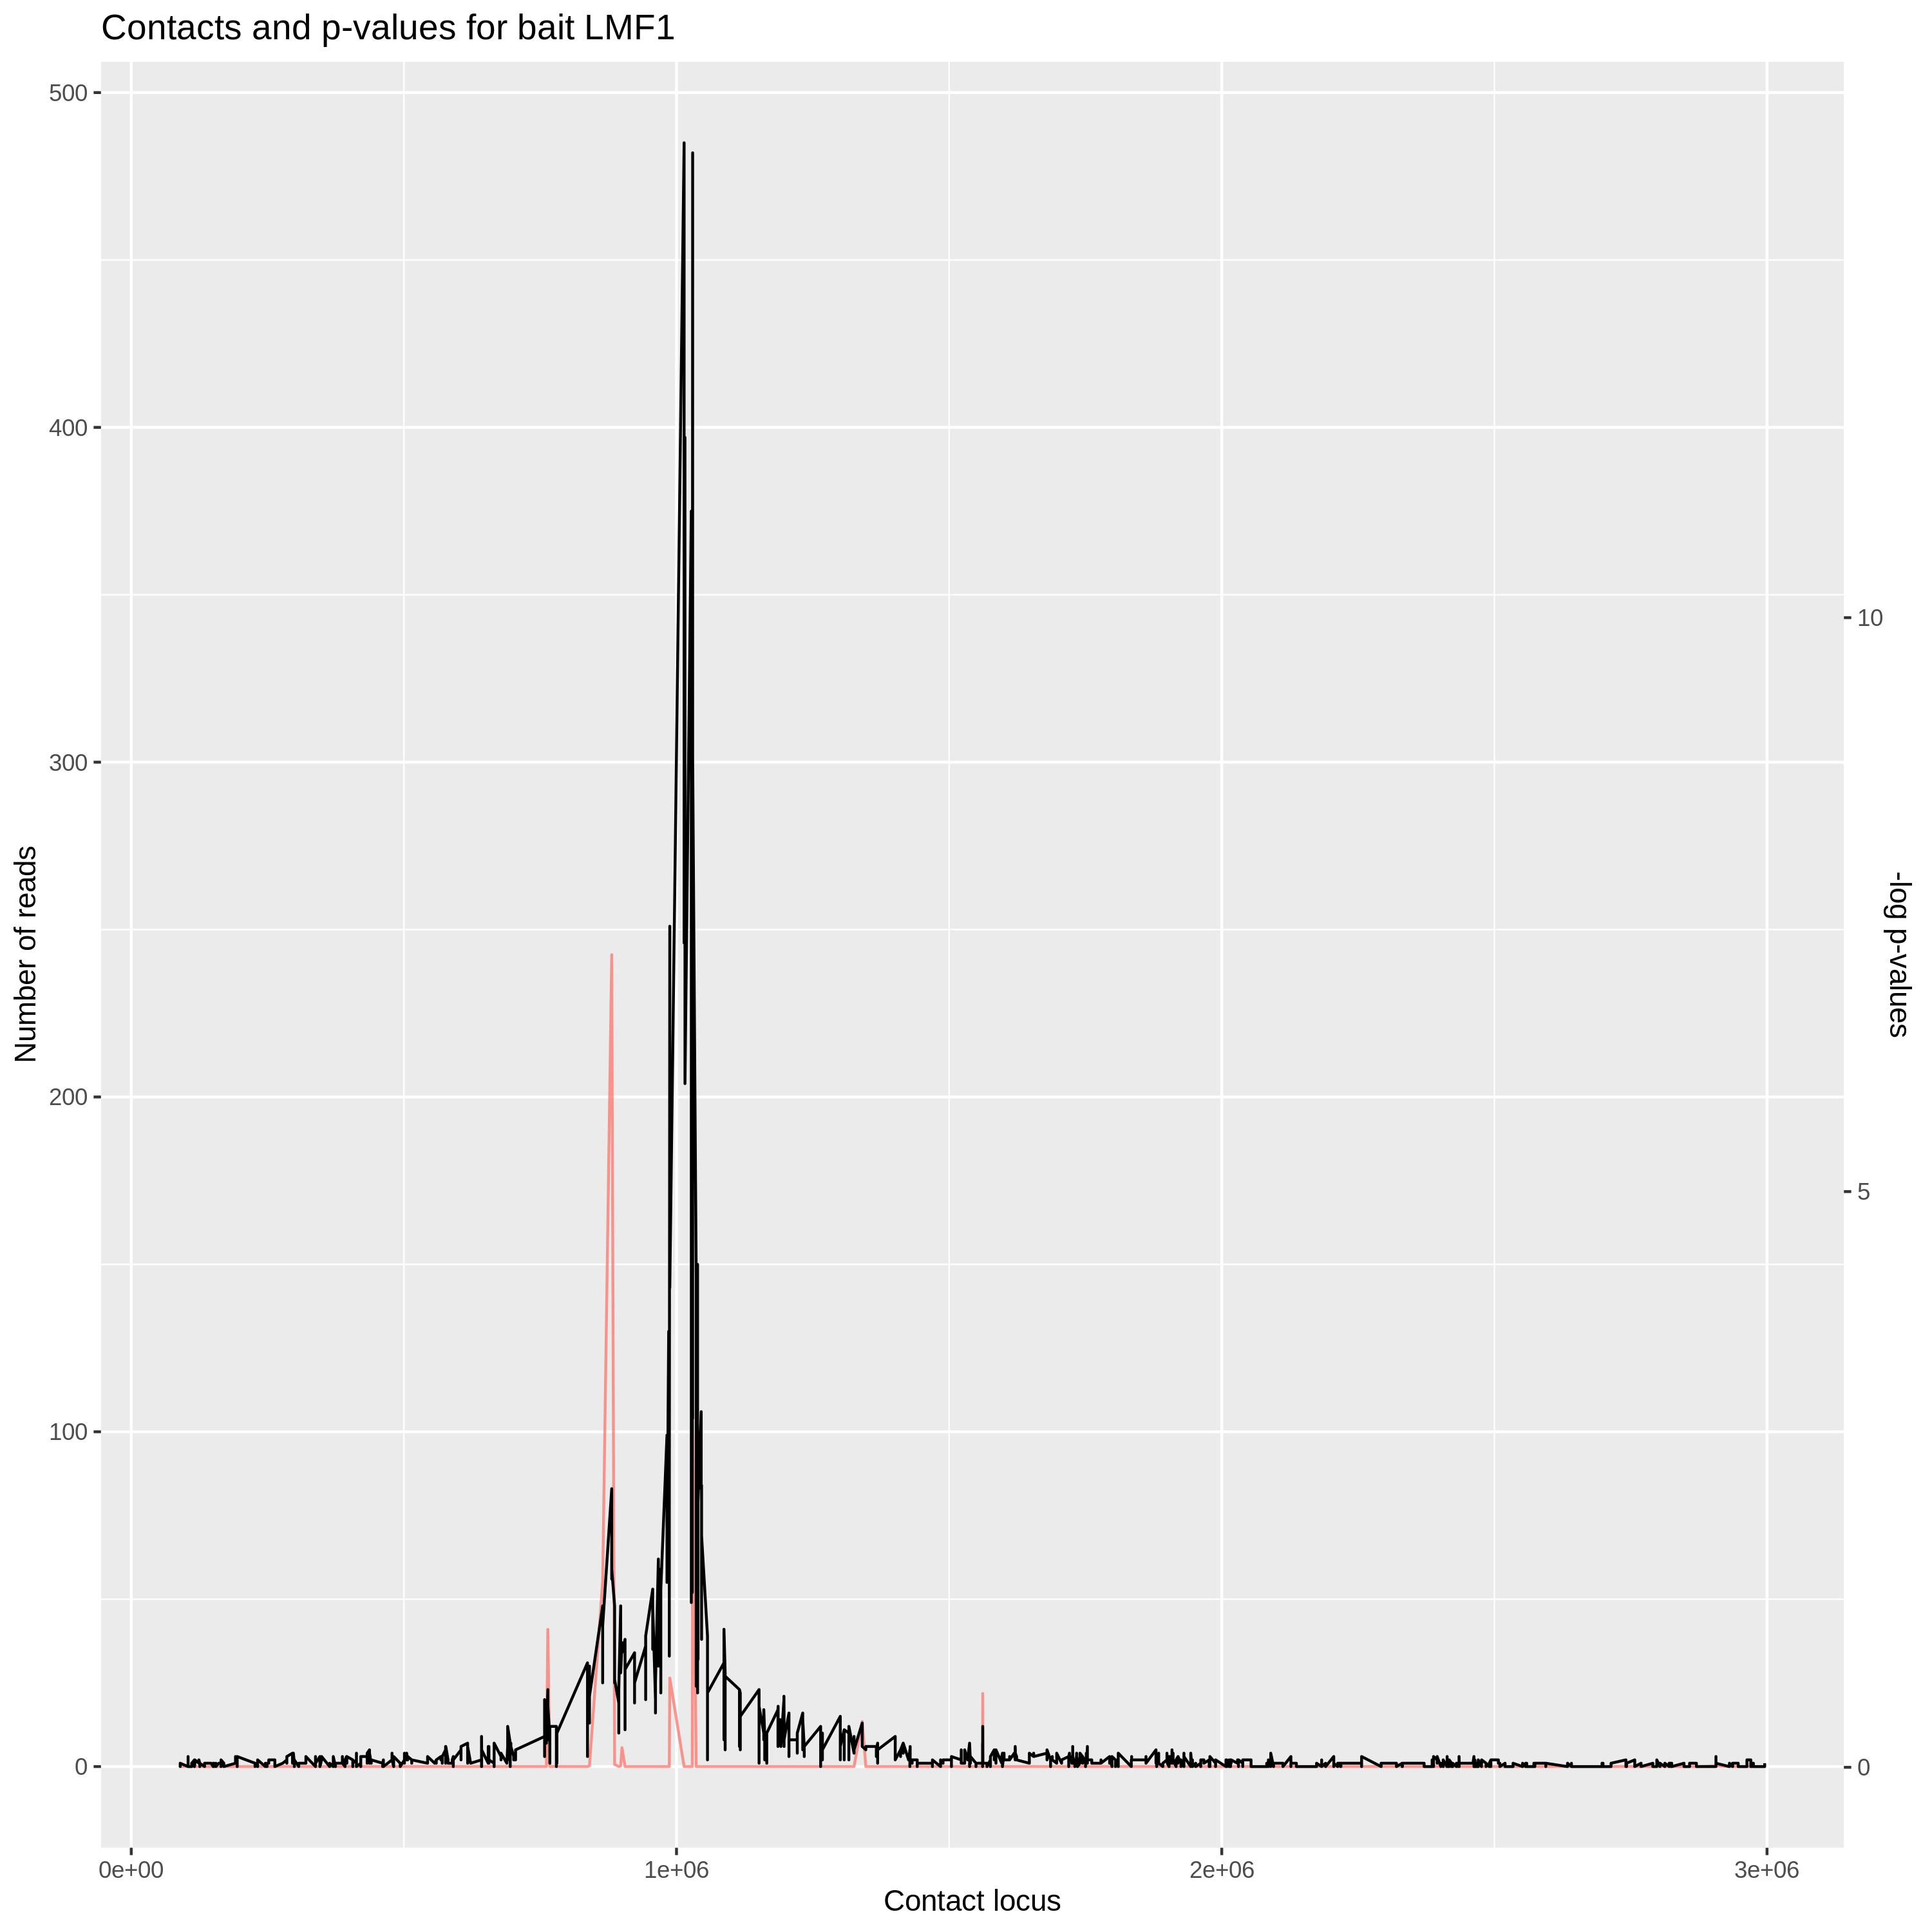 Contacts and p-values for bait LMF1
500
400
300
200
100
0
Number of reads
10
5
0
-log p-values
0e+00
1e+06
2e+06
3e+06
Contact locus